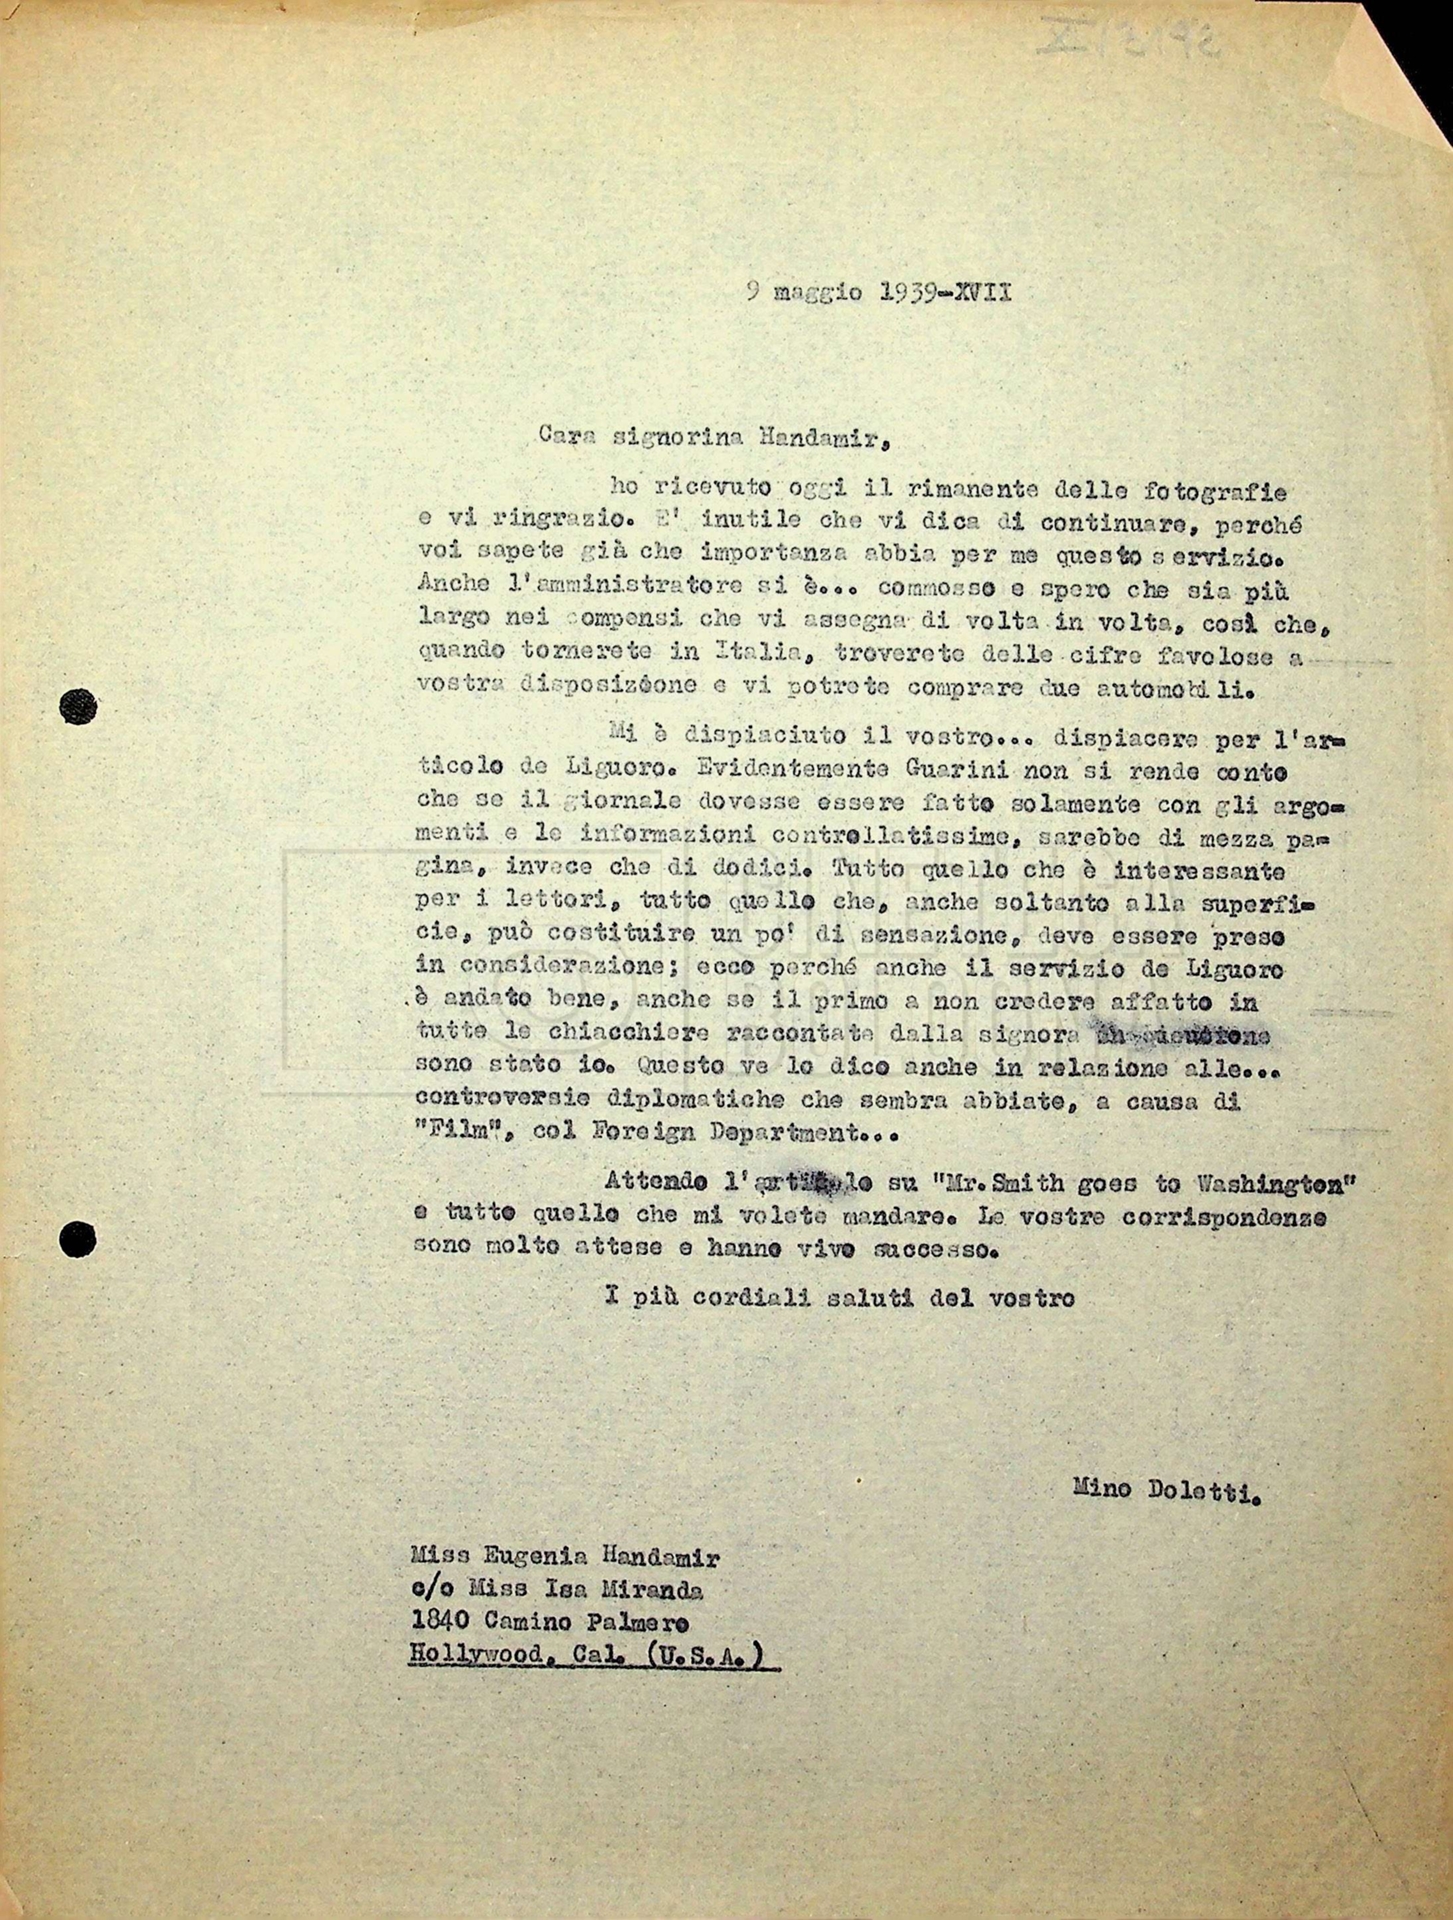 9 maggio 1939-XVII
Cara signorina Handamir,
ho ricevuto oggi il rimanente delle fotografie
e vi ringrazio. E' inutile che vi dica di continuare, perché
voi sapete già che importanza abbia per me questo servizio.
Anche l'amministratore si è... commosso e spero che sia più
largo nei compensi che vi assegna di volta in volta, così che,
quando tornerete in Italia, troverete delle cifre favolose a
vostra disposizione e vi potrete comprare due automobili.
Mi è dispiaciuto il vostro... dispiacere per l'ar=
ticolo de Liguoro. Evidentemente Guarini non si rende conto
che se il giornale dovesse essere fatto solamente con gli argo=
menti e le informazioni controllatissime, sarebbe di mezza pa=
gina, invece che di dodici. Tutto quello che è interessante
per i lettori, tutto quello che, anche soltanto alla superfi=
cie, può costituire un po' di sensazione, deve essere preso
in considerazione; ecco perché anche il servizio de Liguoro
è andato bene, anche se il primo a non credere affatto in
tutte le chiacchiere raccontate dalla signora
sono stato io. Questo ve lo dico anche in relazione alle...
controversie diplomatiche che sembra abbiate, a causa di
"Film", col Foreign Department...
Attendo l'articolo su "Mr.Smith goes to Washington"
e tutto quello che mi volete mandare. Le vostre corrispondenze
sono molto attese e hanno vivo successo.
I più cordiali saluti del vostro
Mino Doletti.
Miss Eugenia Handamir
c/o Miss Isa Miranda
1840 Camino Palmero
Hollywood, Cal. (U.S.A.)